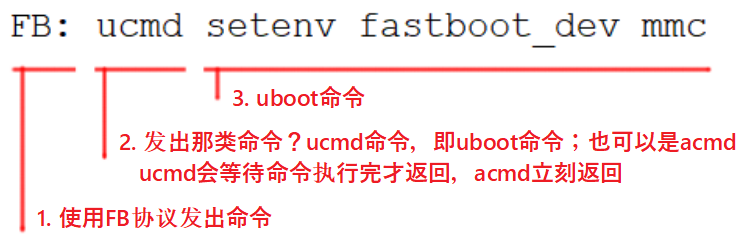 FB: ucmd setenv fastboot_dev mmc
3. uboot命令
2. 发出那类命令？ucmd命令，即uboot命令；也可以是acmd
ucmd会等待命令执行完才返回，acmd立刻返回
1. 使用FB协议发出命令